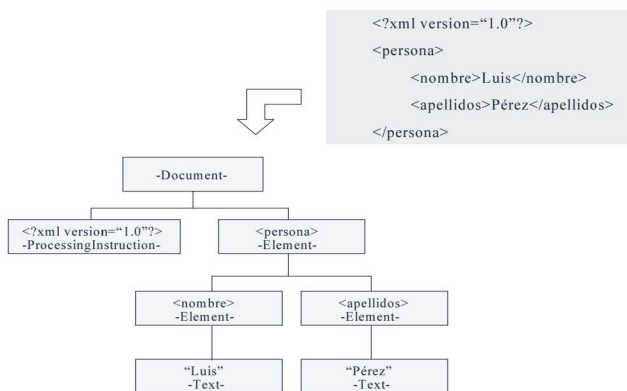 <?xml version=“1.0”?>
<persona>
<nombre>Luis</nombre>
<apellidos>Pérez</apellidos>
</persona>
-Document-
<?xml version=“1.0”?>
-ProcessingInstruction-
<persona>
-Element-
<nombre>
-Element-
<apellidos>
-Element-
“Luis”
-Text-
“Pérez”
-Text-